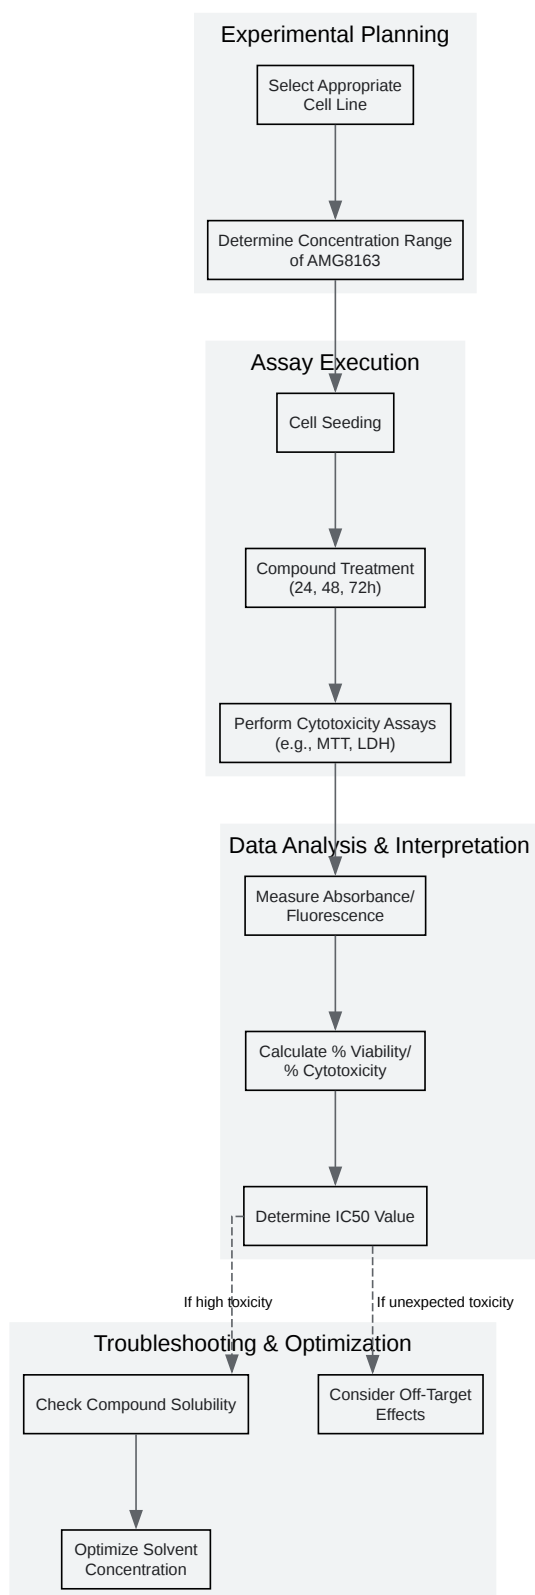 Experimental Planning
Select Appropriate
Cell Line
Determine Concentration Range
of AMG8163
Assay Execution
Cell Seeding
Compound Treatment
(24, 48, 72h)
Perform Cytotoxicity Assays
(e.g., MTT, LDH)
Data Analysis & Interpretation
Measure Absorbance/
Fluorescence
Calculate % Viability/
% Cytotoxicity
Determine IC50 Value
If high toxicity
If unexpected toxicity
Troubleshooting & Optimization
Check Compound Solubility
Consider Off-Target
Effects
Optimize Solvent
Concentration